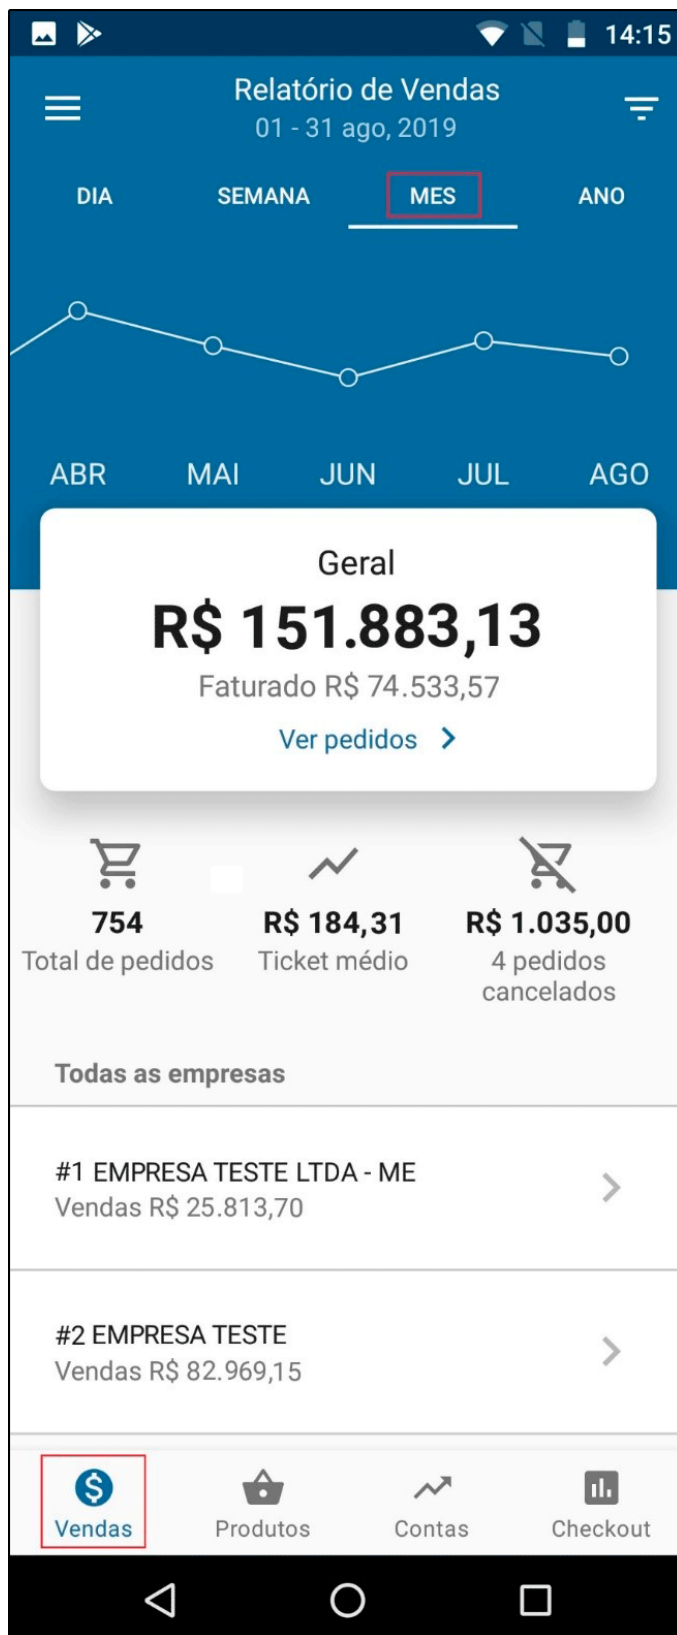 14:15
Relatório de Vendas
01 - 31 ago, 2019
DIA SEMANA MES ANO
ABR MAI JUN JUL AGO
Geral
R$ 151.883,13
Faturado R$ 74.533,57
Ver pedidos
754 R$ 184,31 R$ 1.035,00
Total de pedidos Ticket médio 4 pedidos
cancelados
Todas as empresas
#1 EMPRESA TESTE LTDA - ME
Vendas R$ 25.813,70
#2 EMPRESA TESTE
Vendas R$ 82.969,15
Vendas Produtos Contas Checkout